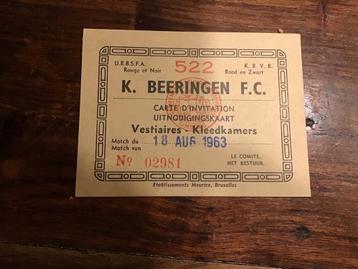 U.R.B.S.F.A. 522 K.B.V.B.
Rouge et Noir Rood en Zwart
K. BEERINGEN F.C.
CARTE D'INVITATION
UITNODIGINGSKAART
Vestiaires - Kleedkamers
Match du 18 AUG 1963
Match van
No 02981 LE COMITE.
HET BESTUUR.
Etablissements Meurice, Bruxelles